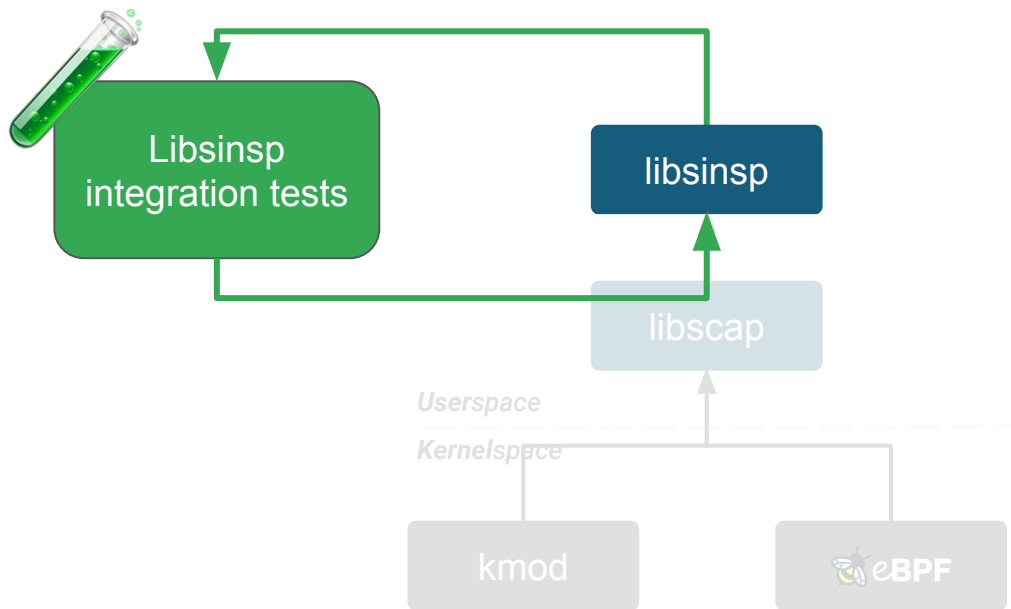 Libsinsp
integration tests
libsinsp
libscap
Userspace
Kernelspace
kmod
eBPF